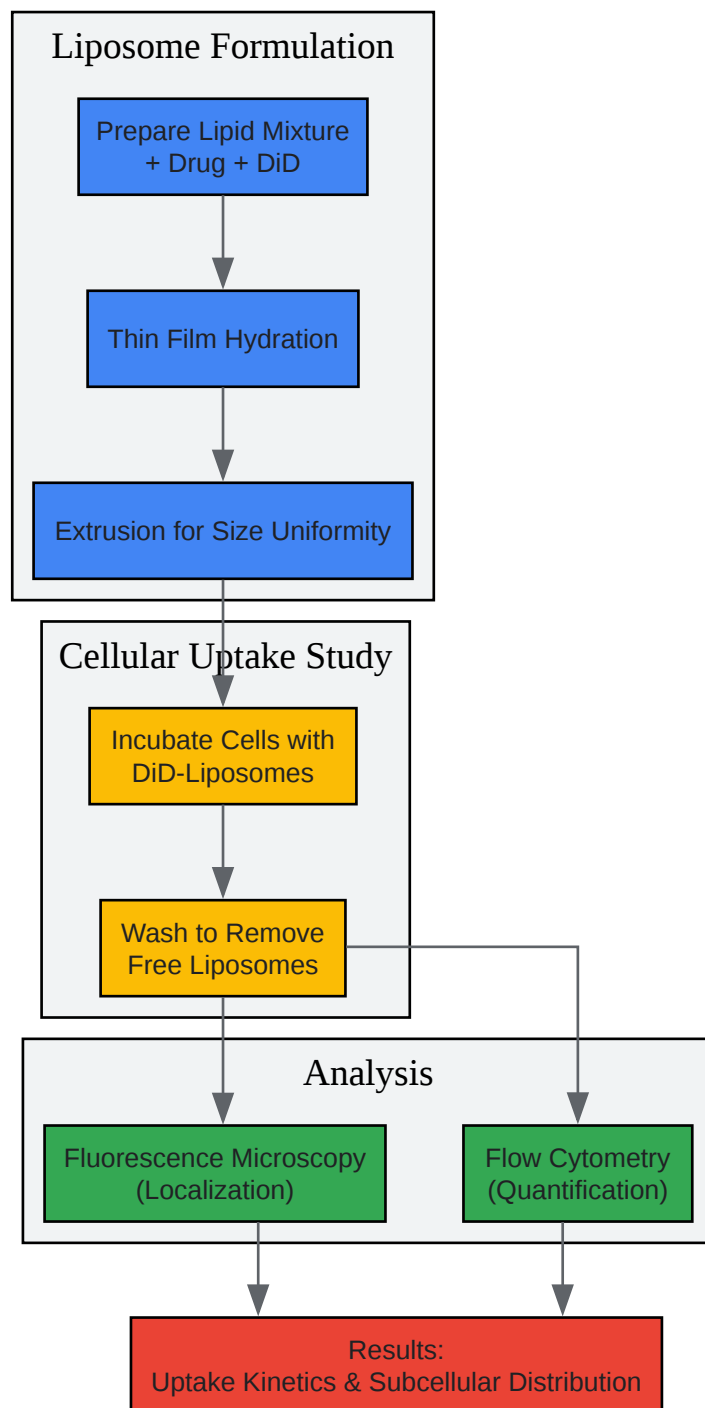 Liposome Formulation
Prepare Lipid Mixture
+ Drug + DiD
Thin Film Hydration
Extrusion for Size Uniformity
Cellular Uptake Study
Incubate Cells with
DiD-Liposomes
Wash to Remove
Free Liposomes
Analysis
Fluorescence Microscopy
(Localization)
Flow Cytometry
(Quantification)
Results:
Uptake Kinetics & Subcellular Distribution